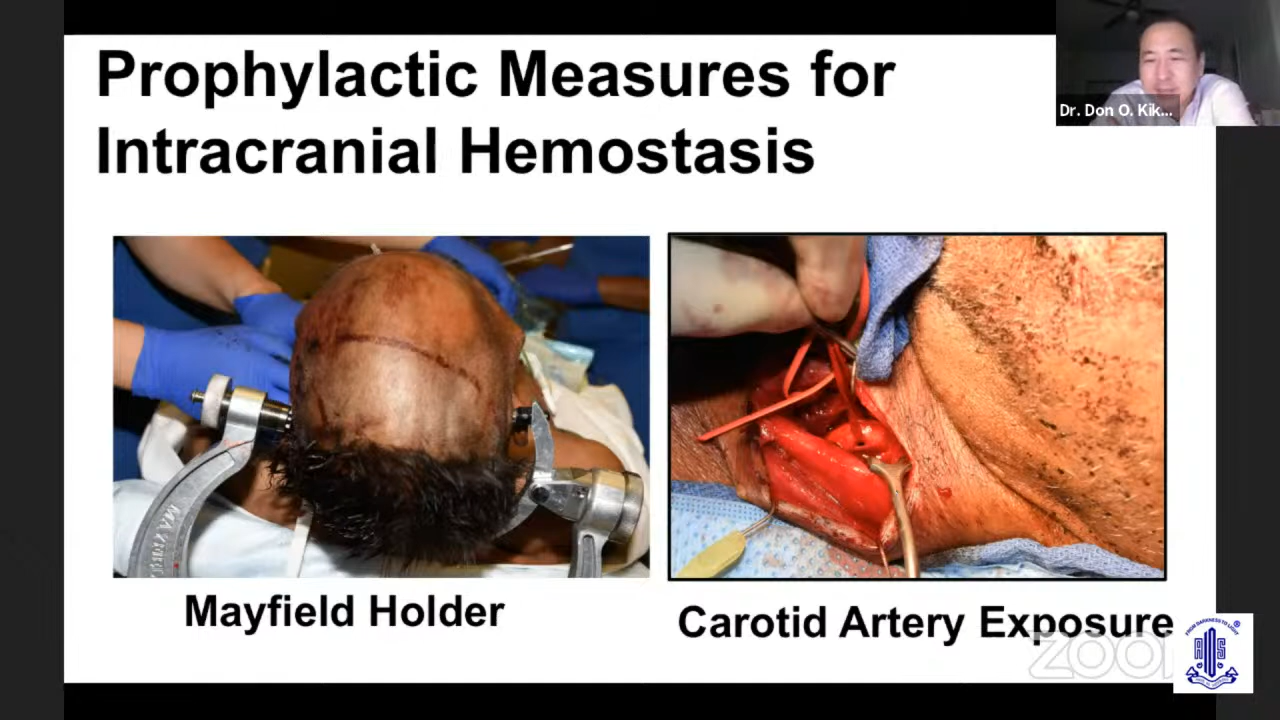 Prophylactic Measures for
Intracranial Hemostasis
Dr. Don O. Kik...
Mayfield Holder
Carotid Artery Exposure
zoom